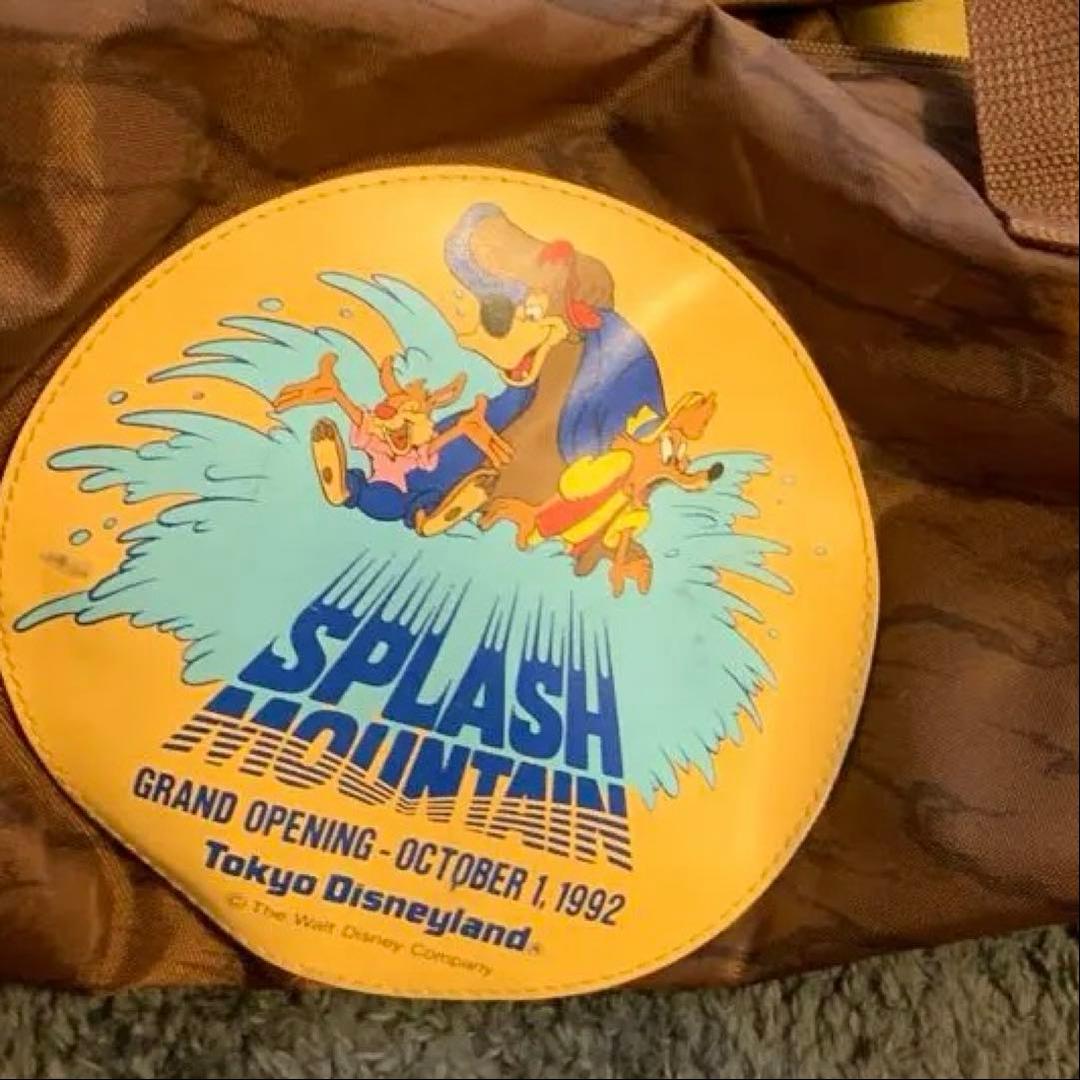 SPLASH
MOUNTAIN
GRAND OPENING - OCTOBER 1, 1992
Tokyo Disneyland®
© The Walt Disney Company